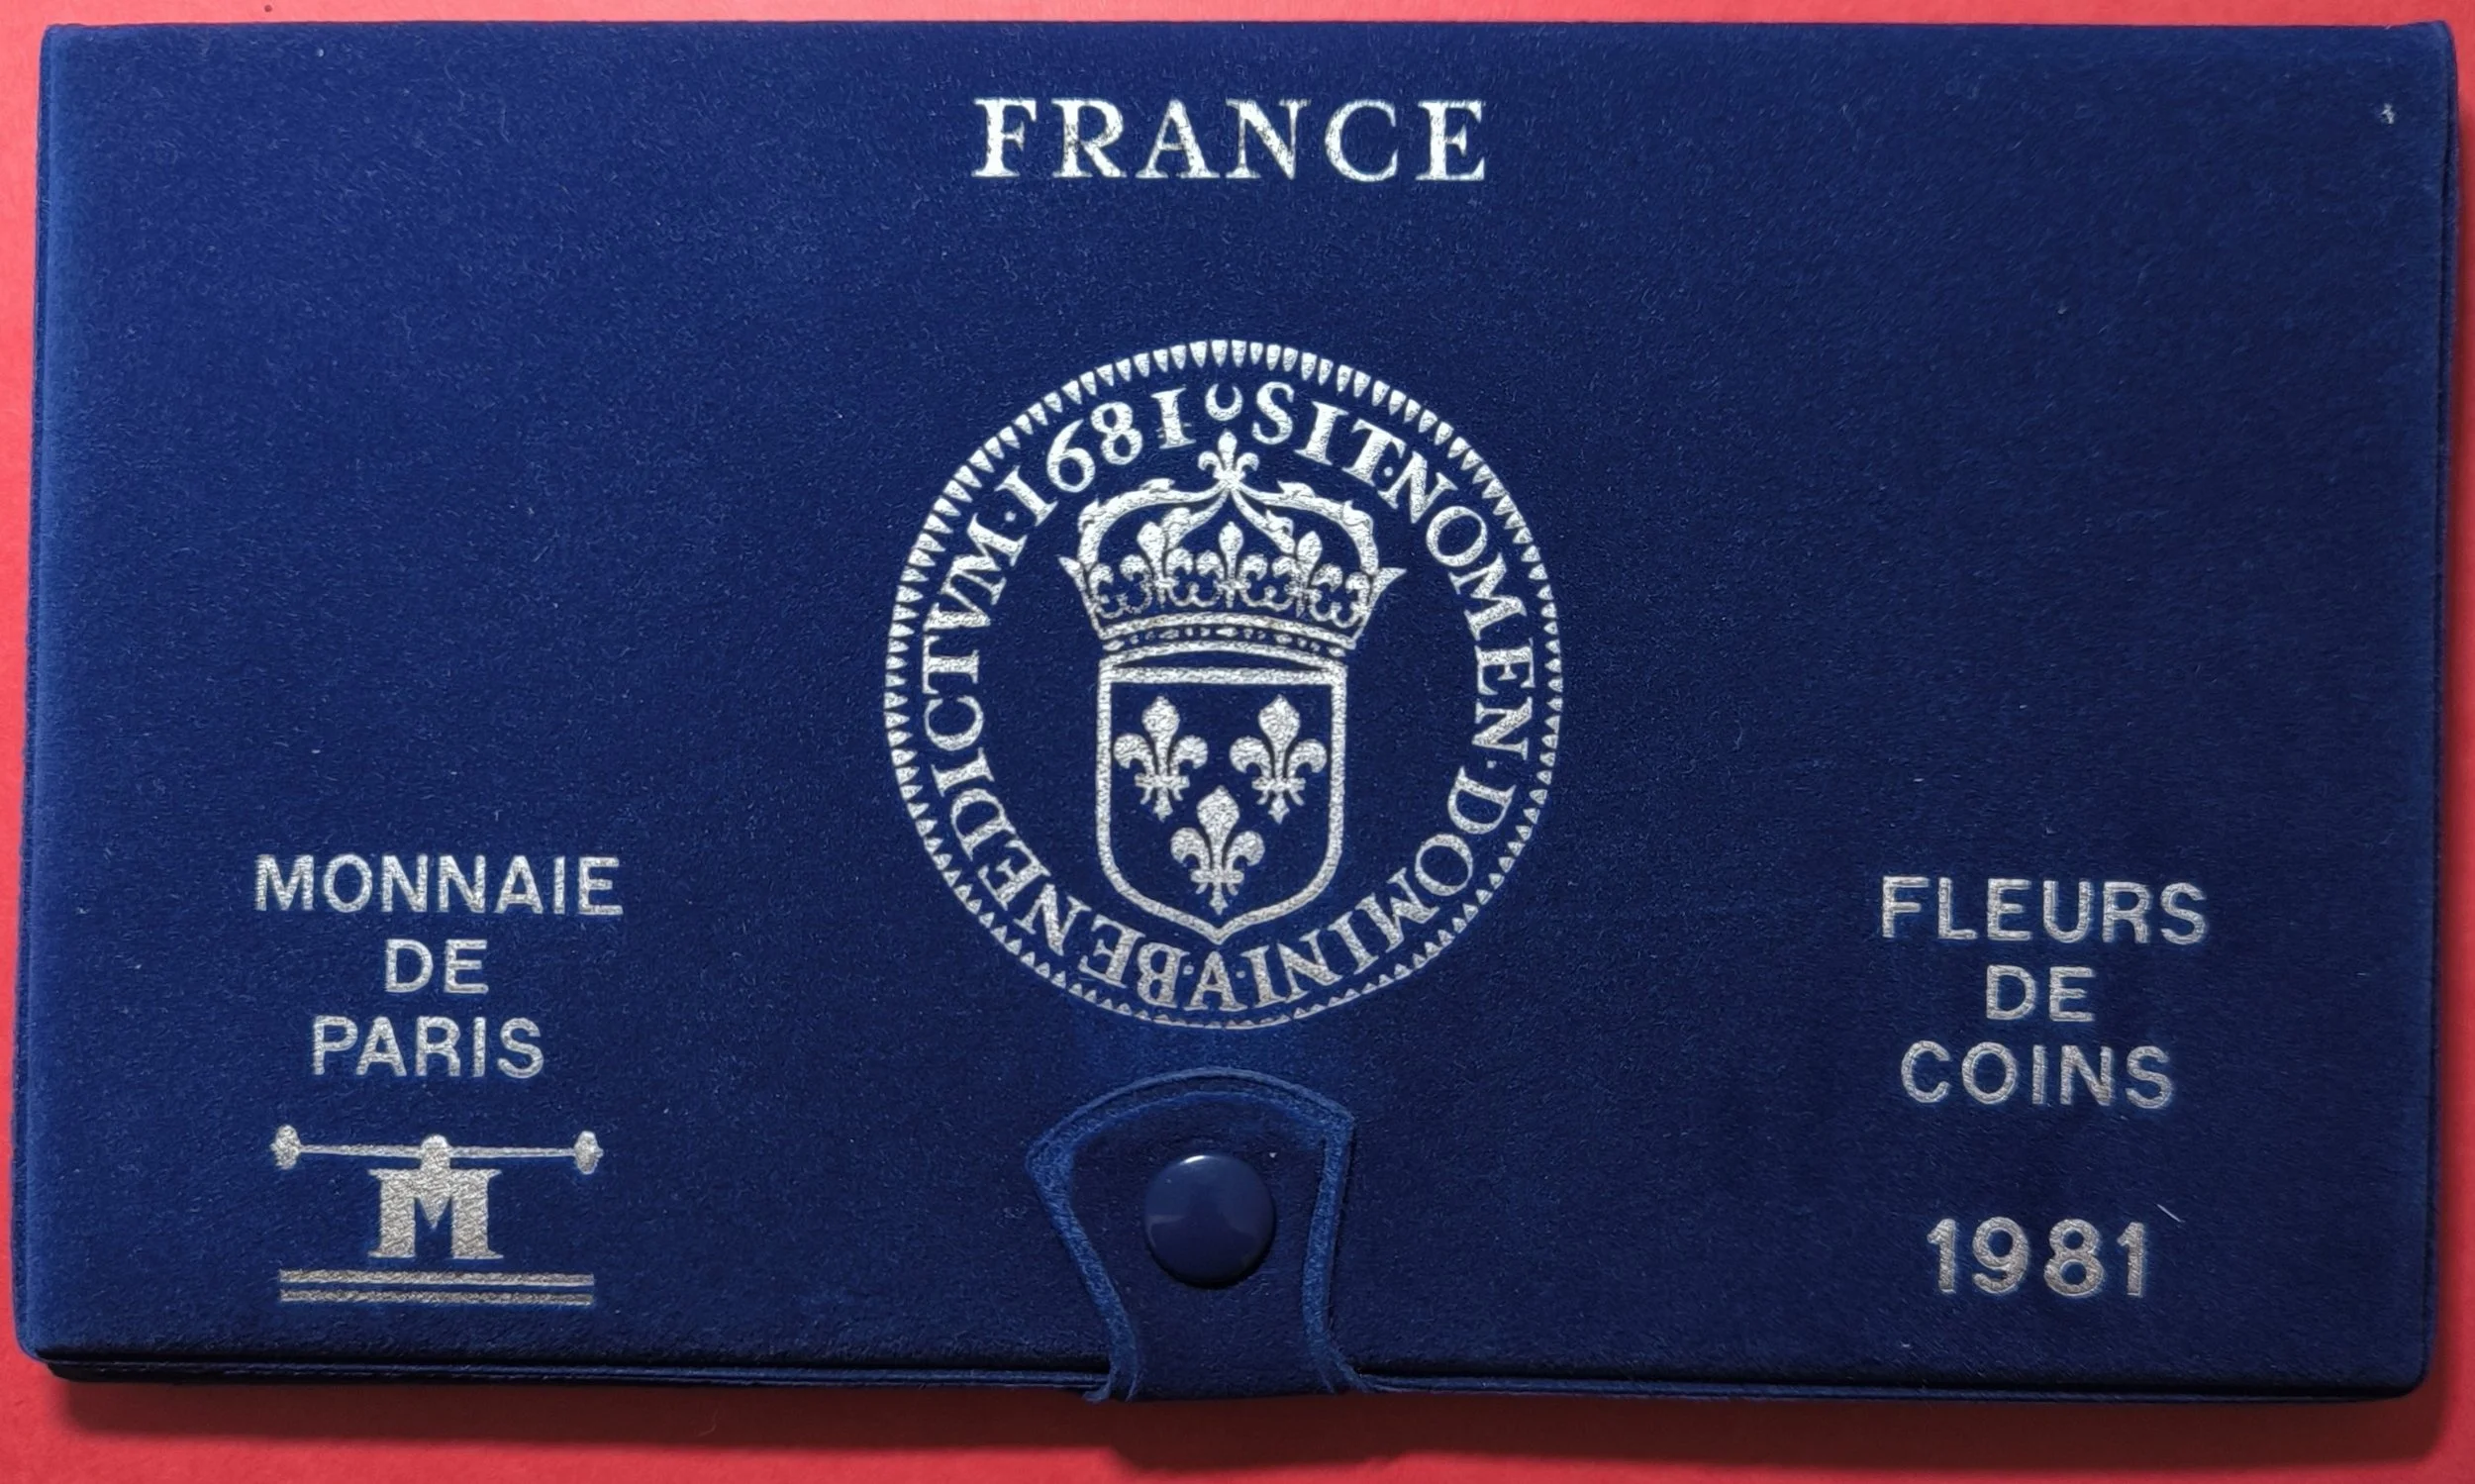 FRANCE
SIT·NOMEN·DOMINI·A·BENEDICTVM·1681
MONNAIE
DE
PARIS
M
FLEURS
DE
COINS
1981